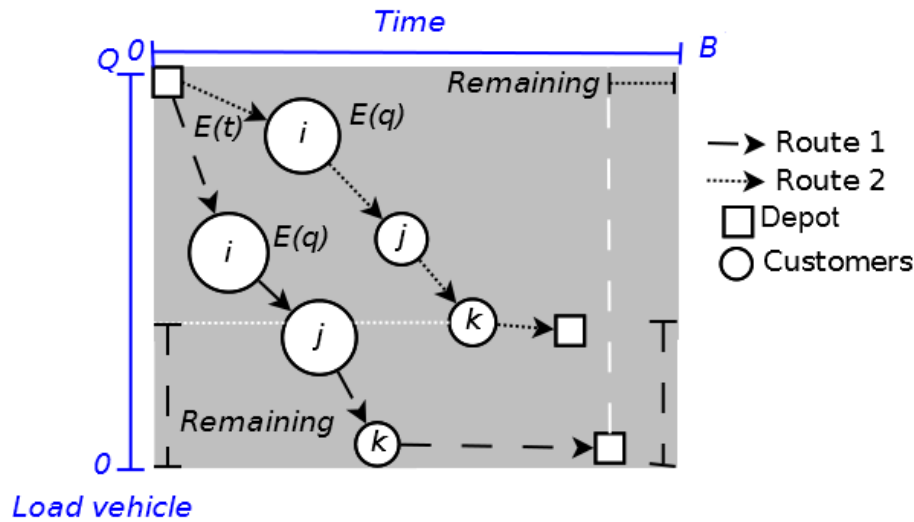 Time
Q 0
B
Remaining
E(t)
i
E(q)
Route 1
Route 2
Depot
Customers
i
E(q)
j
j
k
Remaining
k
0
Load vehicle